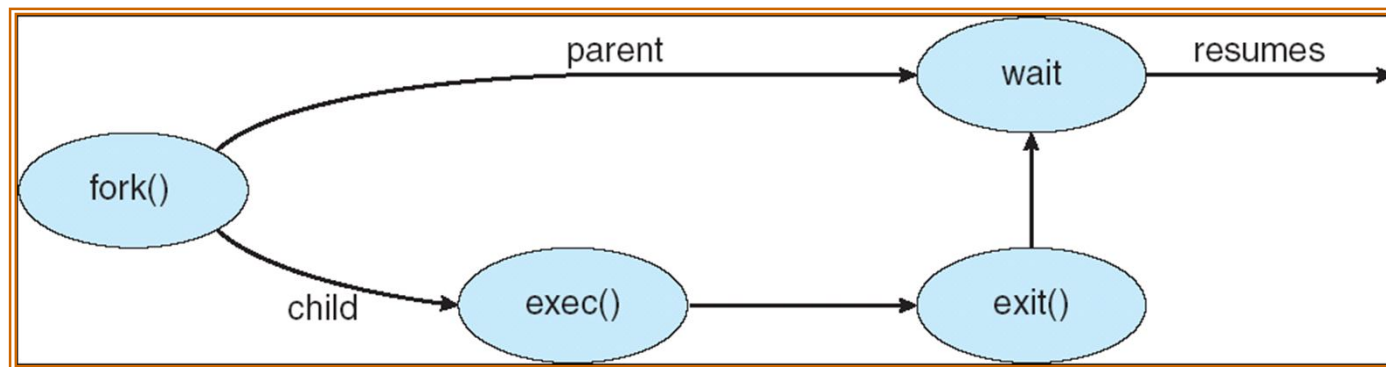 parent
wait
resumes
fork()
child
exec()
exit()